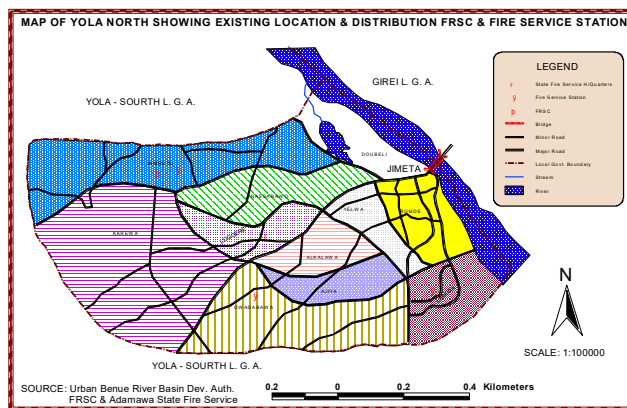 MAP OF YOLA NORTH SHOWING EXISTING LOCATION & DISTRIBUTION FRSC & FIRE SERVICE STATION
GIREI L. G. A.
YOLA - SOURTH L. G. A.
LEGEND
r State Fire Service H/Quarters
ÿ Fire Service Station
þ FRSC
Bridge
Minor Road
Major Road
Local Govt. Boundary
Stream
River
DOUBELI
JIMETA
YELWA
KAREWA
ALKALAWA
AJIYA
GWADABAWA
ÿ
N
SCALE: 1:100000
YOLA - SOURTH L. G. A.
SOURCE: Urban Benue River Basin Dev. Auth.
FRSC & Adamawa State Fire Service
0.2 0 0.2 0.4 Kilometers